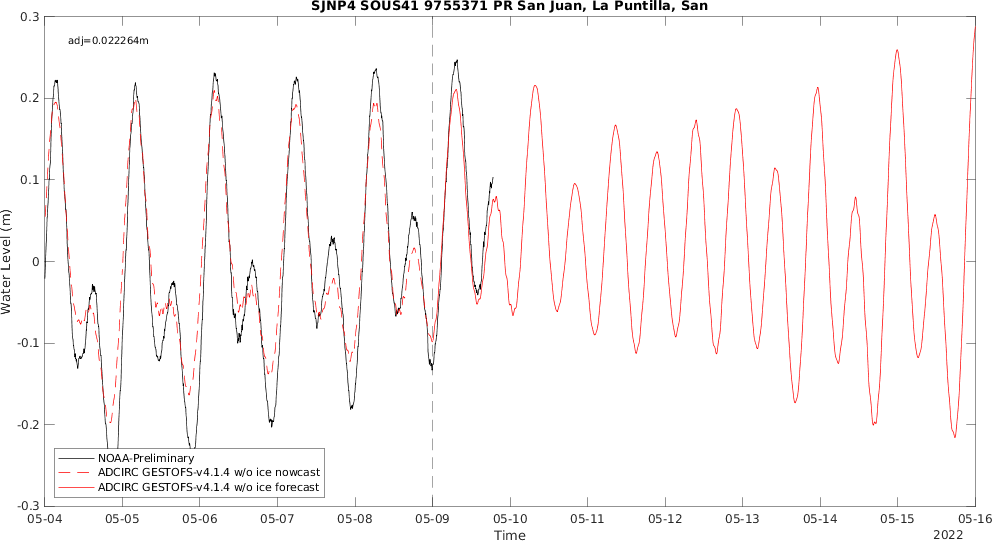 SJNP4 SOUS41 9755371 PR San Juan, La Puntilla, San
adj=0.022264m
0.3
0.2
0.1
0
-0.1
-0.2
-0.3
Water Level (m)
NOAA-Preliminary
ADCIRC GESTOFS-v4.1.4 w/o ice nowcast
ADCIRC GESTOFS-v4.1.4 w/o ice forecast
05-04 05-05 05-06 05-07 05-08 05-09 05-10 05-11 05-12 05-13 05-14 05-15 05-16
Time
2022